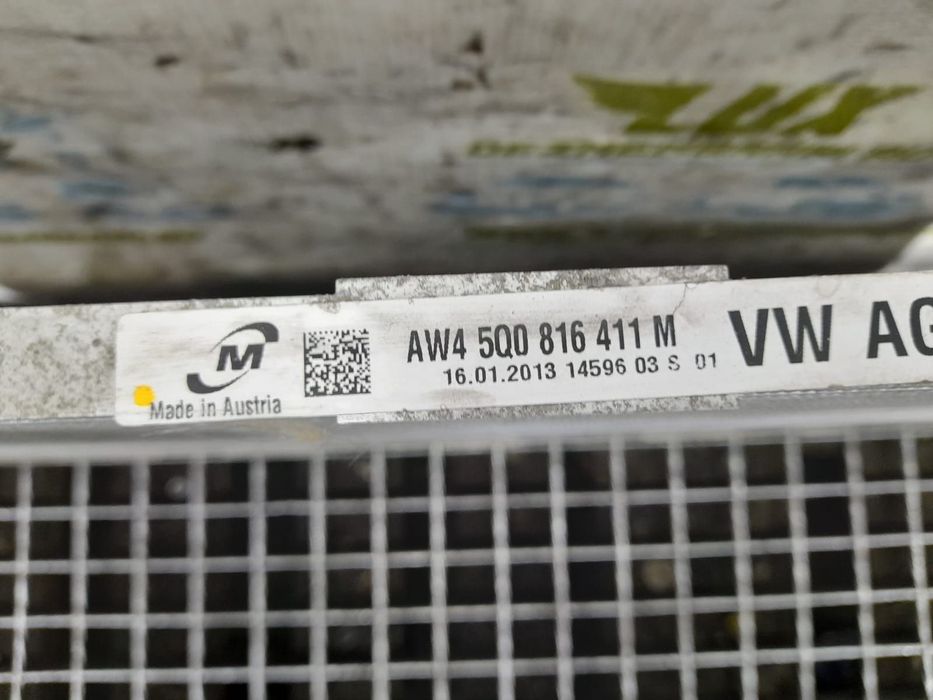 M
Made in Austria
AW4 5Q0 816 411 M
16.01.2013 14596 03 S 01
VW AG